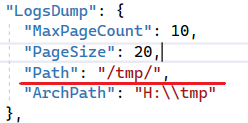 "LogsDump": {
"MaxPageCount": 10,
"PageSize": 20,
"Path": "/tmp/",
"ArchPath": "H:\\tmp"
},